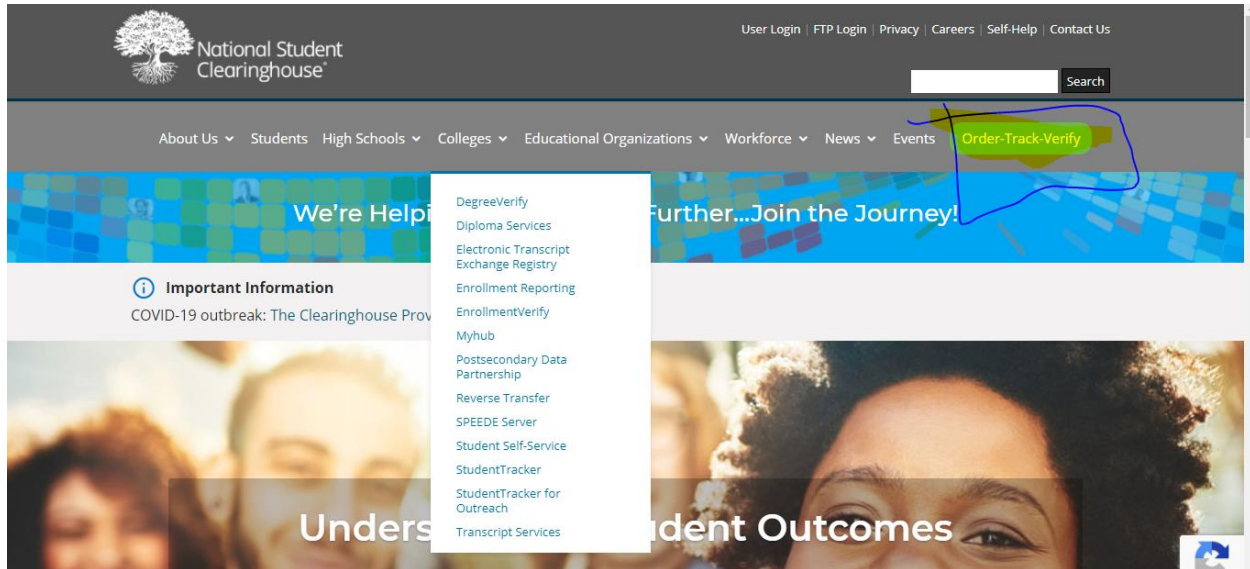 User Login | FTP Login | Privacy | Careers | Self-Help | Contact Us
National Student
Clearinghouse
Search
About Us Students High Schools Colleges Educational Organizations Workforce News Events Order-Track-Verify
We're Helpi Further...Join the Journey!
DegreeVerify
Diploma Services
Electronic Transcript
Exchange Registry
Enrollment Reporting
EnrollmentVerify
Myhub
Postsecondary Data
Partnership
Reverse Transfer
SPEEDE Server
Student Self-Service
StudentTracker
StudentTracker for
Outreach
Transcript Services
Important Information
COVID-19 outbreak: The Clearinghouse Prov
Unders dent Outcomes